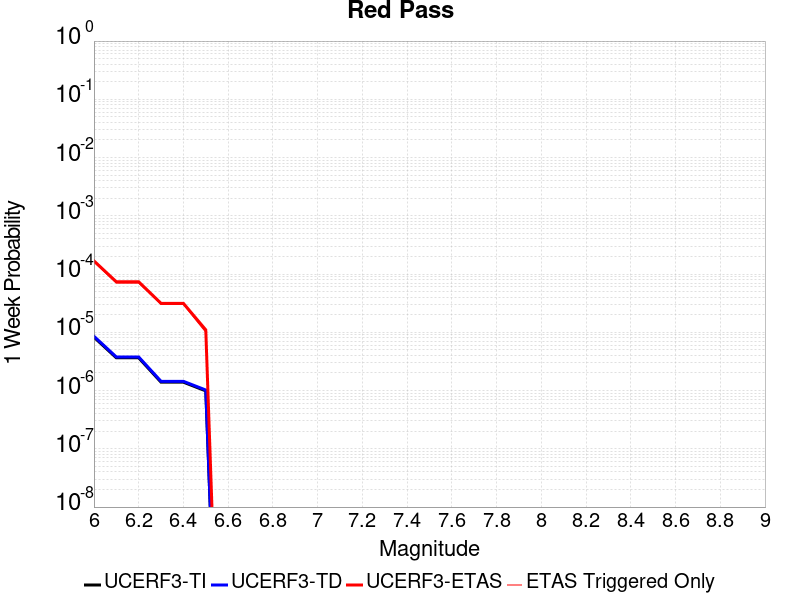 Red Pass
10^0
10^-1
10^-2
10^-3
10^-4
10^-5
10^-6
10^-7
10^-8
1 Week Probability
6 6.2 6.4 6.6 6.8 7 7.2 7.4 7.6 7.8 8 8.2 8.4 8.6 8.8 9
Magnitude
UCERF3-TI UCERF3-TD UCERF3-ETAS ETAS Triggered Only